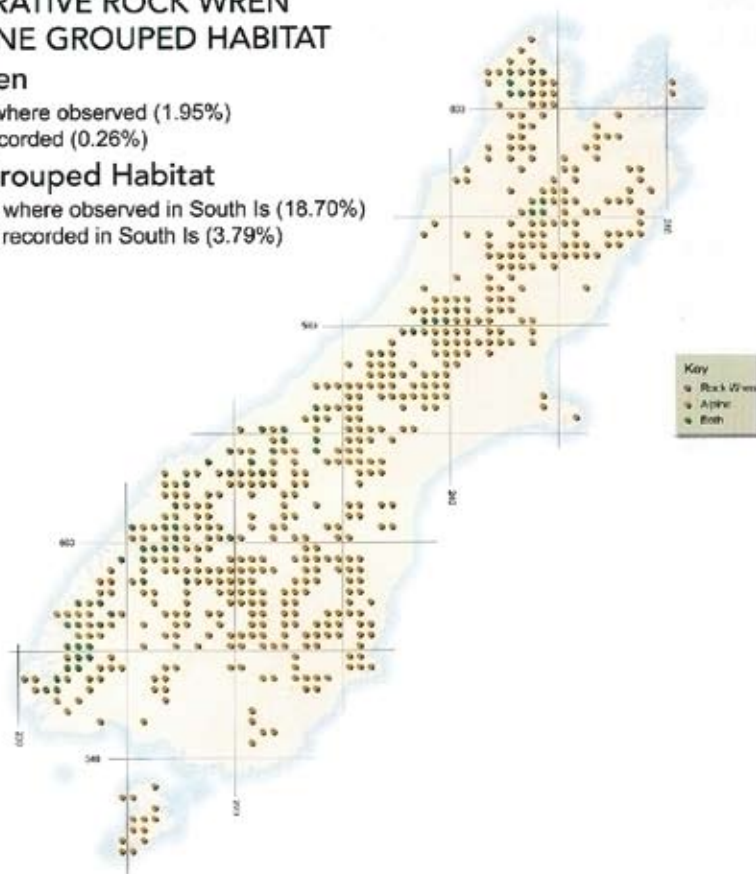 RATIVE ROCK WREN
NE GROUPED HABITAT
en
where observed (1.95%)
corded (0.26%)
rouped Habitat
where observed in South Is (18.70%)
recorded in South Is (3.79%)
Key
Rock Wren
Alpine
Both